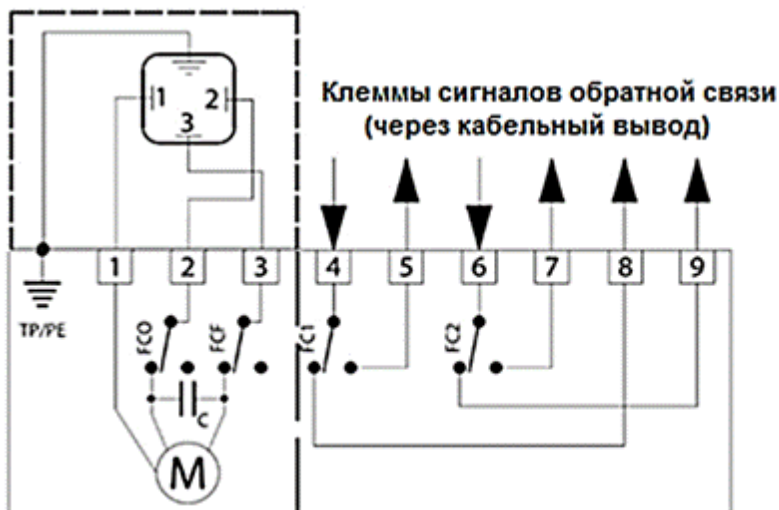 1 2
3
Клеммы сигналов обратной связи
(через кабельный вывод)
1 2 3 4 5 6 7 8 9
TP/PE
FCO FCF FC1 FC2
C
M